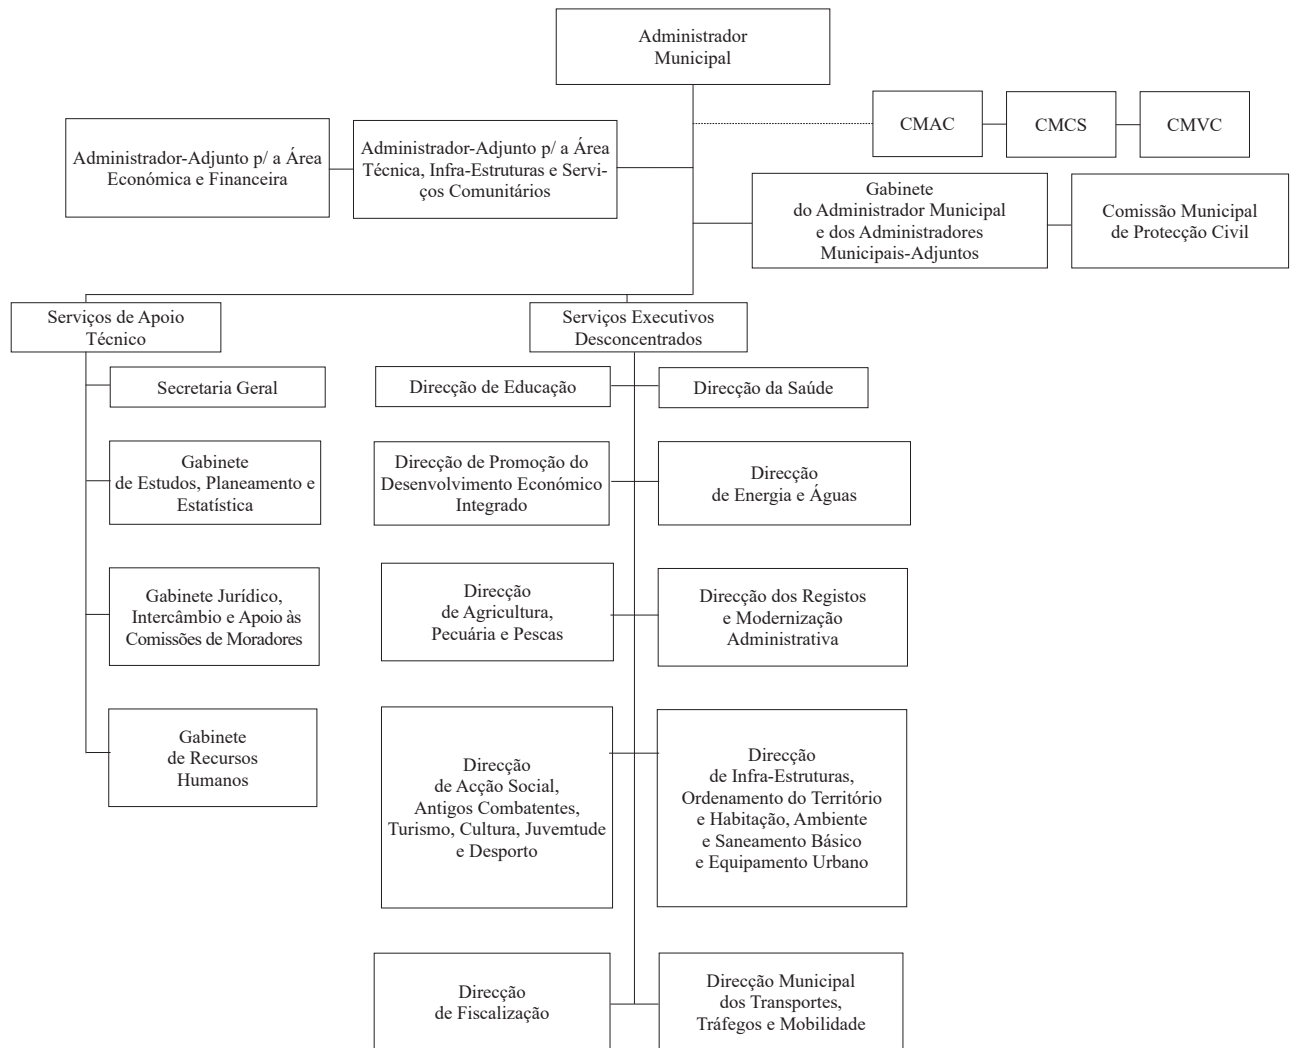 Administrador
Municipal
CMAC
CMCS
CMVC
Administrador-Adjunto p/ a Área
Económica e Financeira
Administrador-Adjunto p/ a Área
Técnica, Infra-Estruturas e Servi-
ços Comunitários
Gabinete
do Administrador Municipal
e dos Administradores
Municipais-Adjuntos
Comissão Municipal
de Protecção Civil
Serviços de Apoio
Técnico
Serviços Executivos
Desconcentrados
Secretaria Geral
Direcção de Educação
Direcção da Saúde
Gabinete
de Estudos, Planeamento e
Estatística
Direcção de Promoção do
Desenvolvimento Económico
Integrado
Direcção
de Energia e Águas
Gabinete Jurídico,
Intercâmbio e Apoio às
Comissões de Moradores
Direcção
de Agricultura,
Pecuária e Pescas
Direcção dos Registos
e Modernização
Administrativa
Gabinete
de Recursos
Humanos
Direcção
de Acção Social,
Antigos Combatentes,
Turismo, Cultura, Juvemtude
e Desporto
Direcção
de Infra-Estruturas,
Ordenamento do Território
e Habitação, Ambiente
e Saneamento Básico
e Equipamento Urbano
Direcção
de Fiscalização
Direcção Municipal
dos Transportes,
Tráfegos e Mobilidade